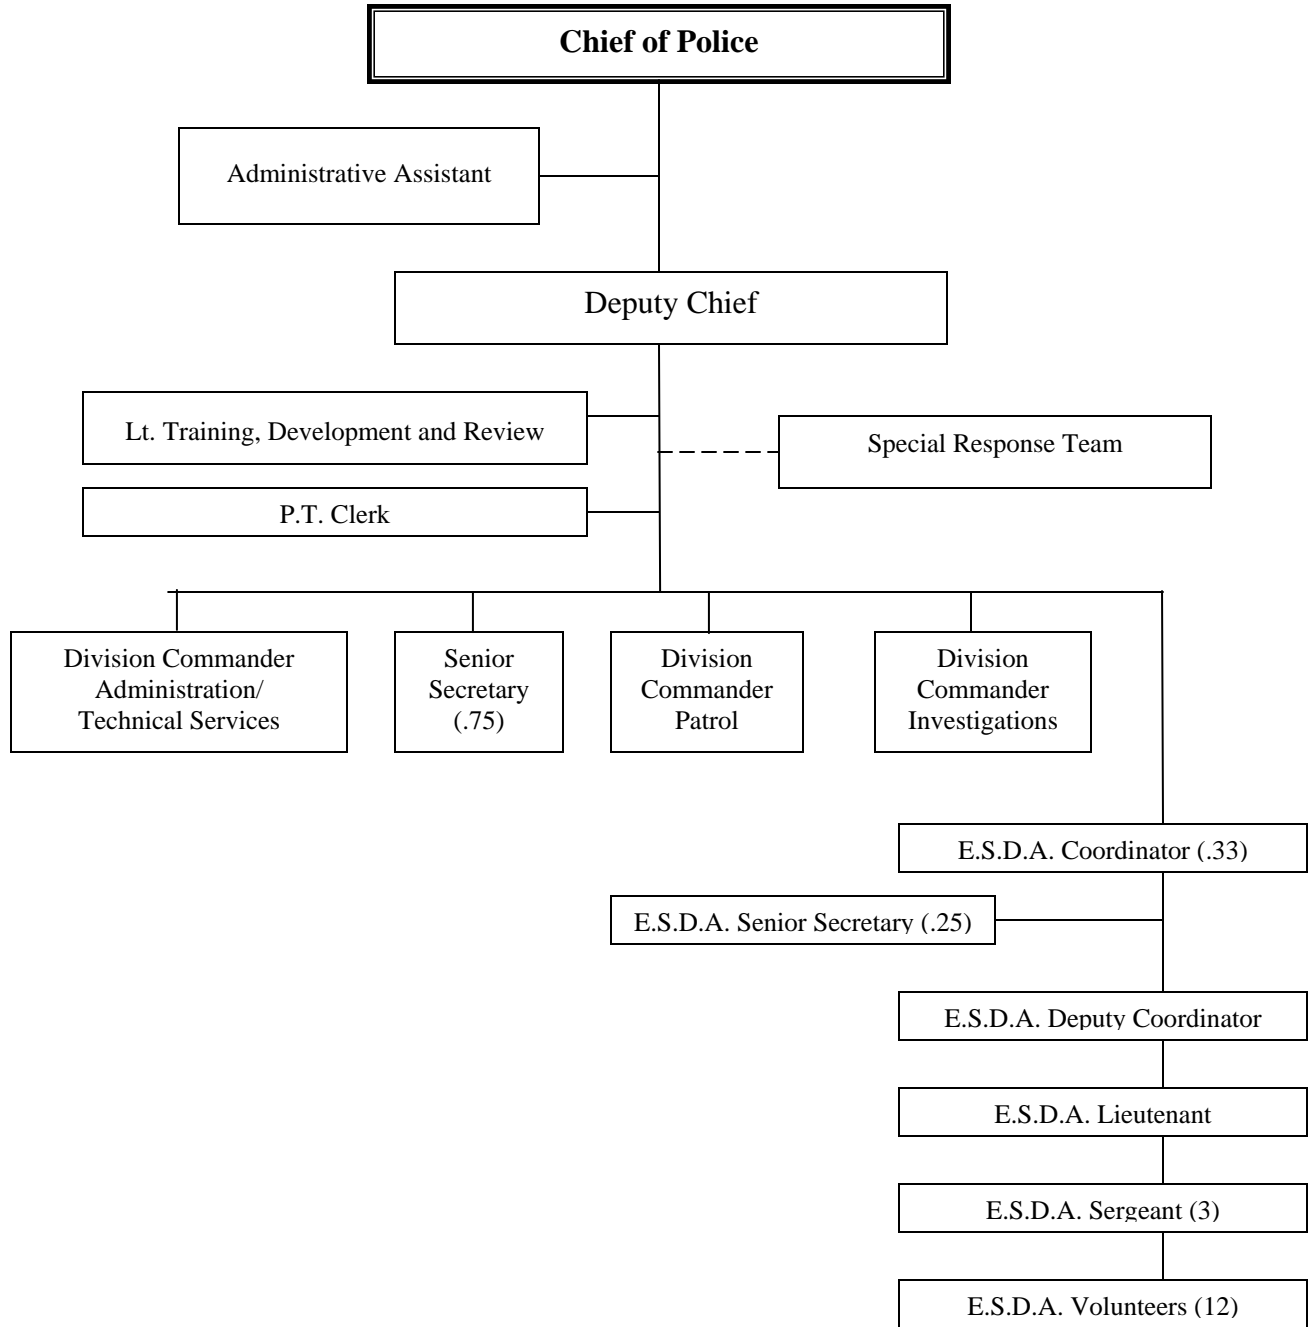 Chief of Police
Administrative Assistant
Deputy Chief
Lt. Training, Development and Review
Special Response Team
P.T. Clerk
Division Commander
Administration/
Technical Services
Senior
Secretary
(.75)
Division
Commander
Patrol
Division
Commander
Investigations
E.S.D.A. Coordinator (.33)
E.S.D.A. Senior Secretary (.25)
E.S.D.A. Deputy Coordinator
E.S.D.A. Lieutenant
E.S.D.A. Sergeant (3)
E.S.D.A. Volunteers (12)